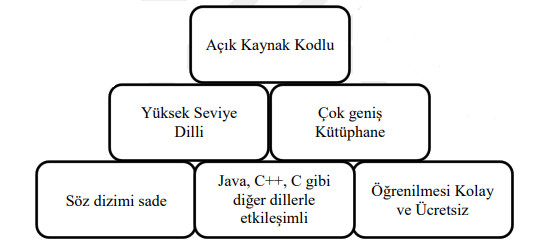 Açık Kaynak Kodlu
Yüksek Seviye
Dilli
Çok geniş
Kütüphane
Söz dizimi sade
Java, C++, C gibi
diğer dillerle
etkileşimli
Öğrenilmesi Kolay
ve Ücretsiz